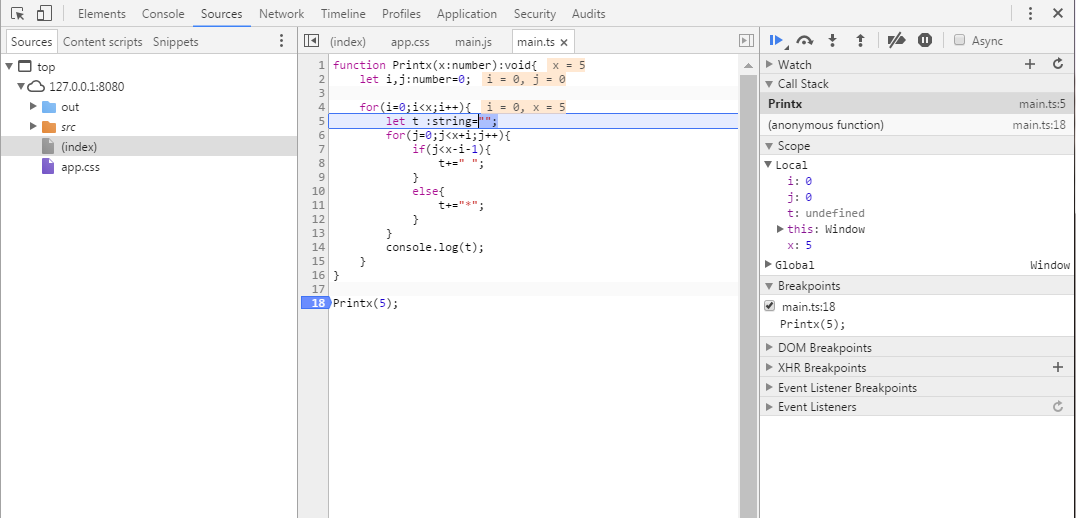 Elements Console Sources Network Timeline Profiles Application Security Audits
Sources Content scripts Snippets
top
127.0.0.1:8080
out
src
(index)
app.css
(index) app.css main.js main.ts
1 function Printx(x:number):void{ x = 5
2 let i,j:number=0; i = 0, j = 0
3
4 for(i=0;i<x;i++){ i = 0, x = 5
5 let t :string="";
6 for(j=0;j<x+i;j++){
7 if(j<x-i-1){
8 t+=" ";
9 }
10 else{
11 t+="*";
12 }
13 }
14 console.log(t);
15 }
16 }
17
18 Printx(5);
Async
Watch
Call Stack
Printx main.ts:5
(anonymous function) main.ts:18
Scope
Local
i: 0
j: 0
t: undefined
this: Window
x: 5
Global Window
Breakpoints
main.ts:18
Printx(5);
DOM Breakpoints
XHR Breakpoints
Event Listener Breakpoints
Event Listeners